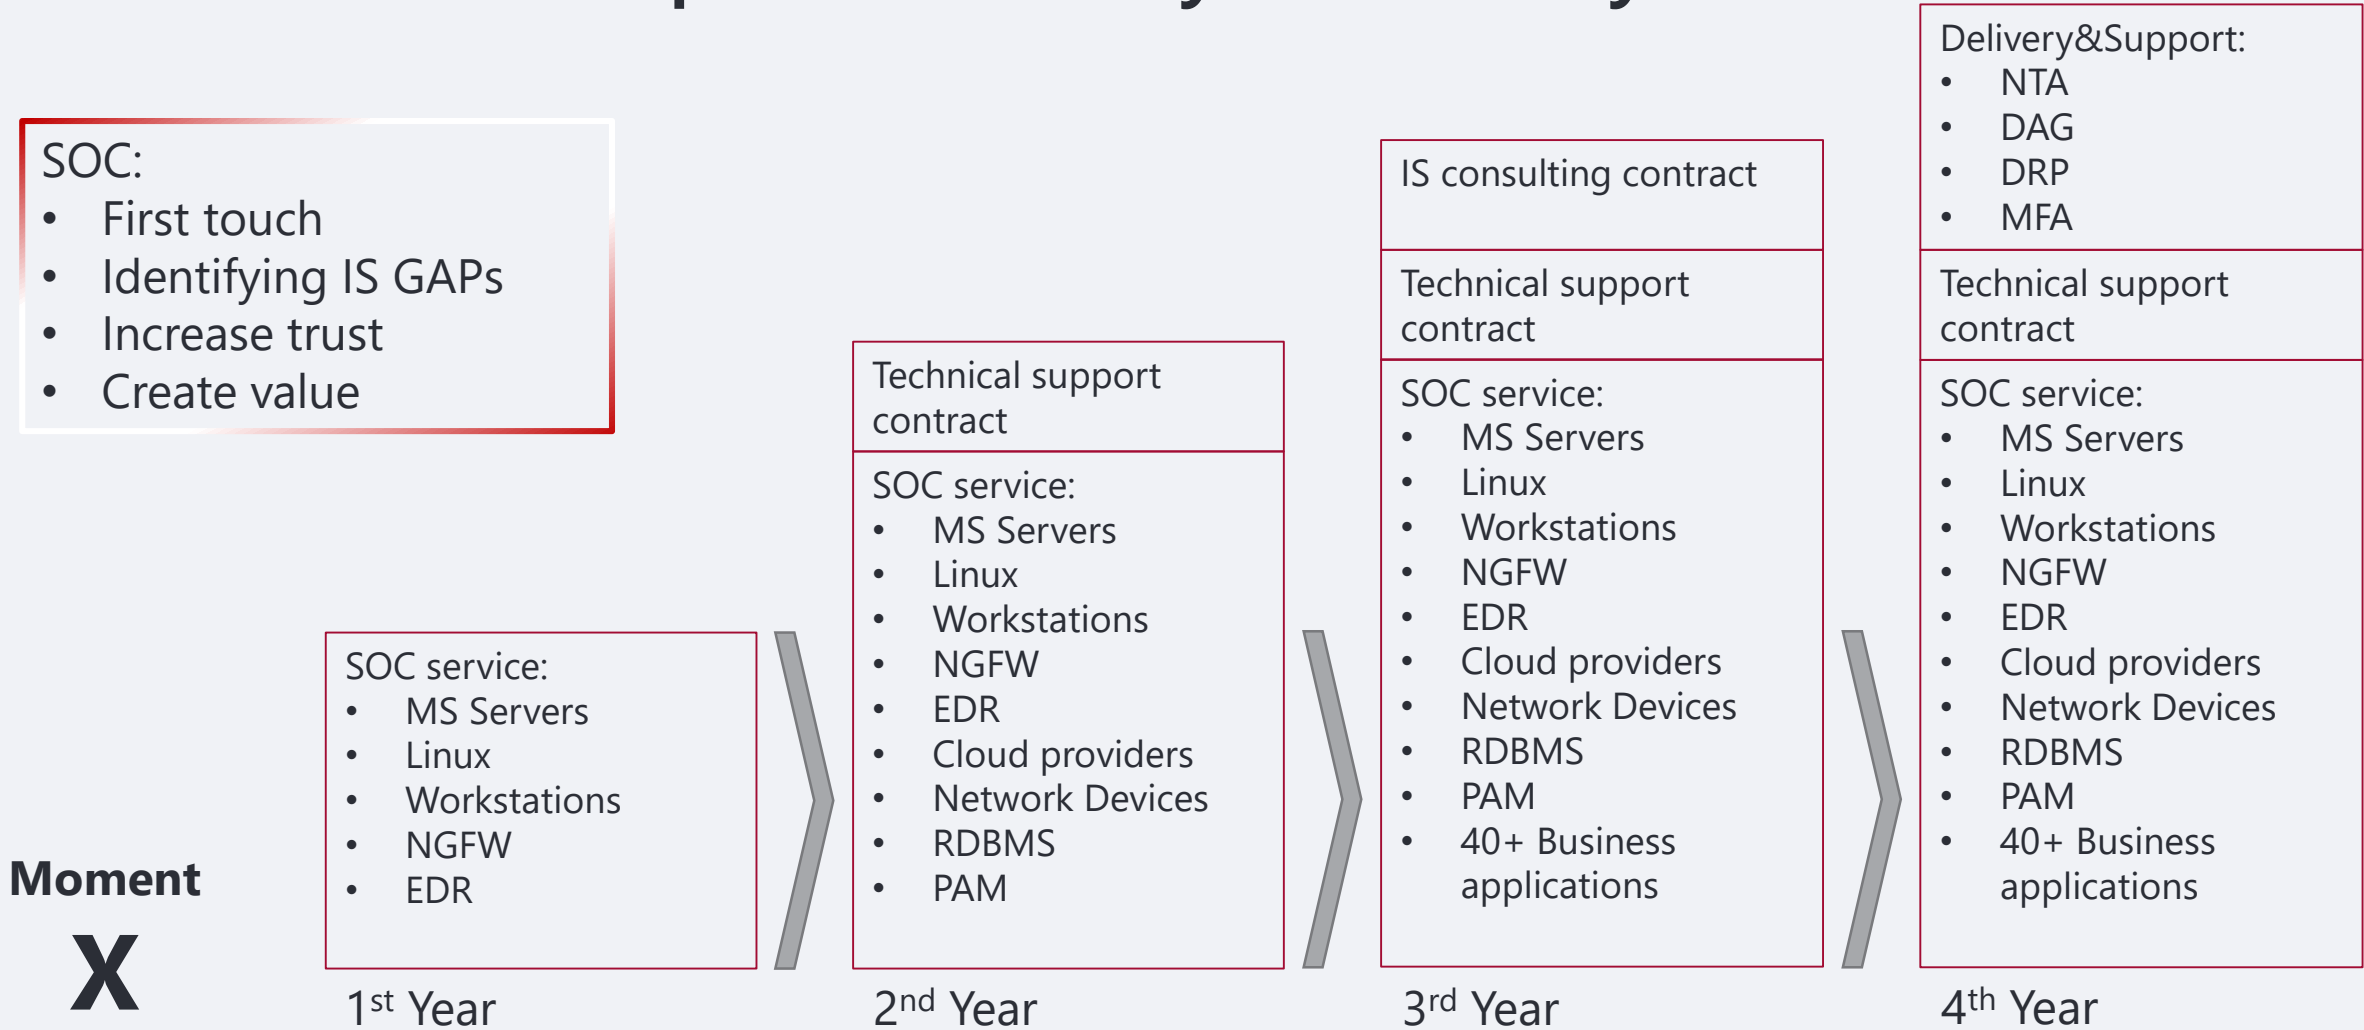 SOC:
• First touch
• Identifying IS GAPs
• Increase trust
• Create value
Moment
X
SOC service:
• MS Servers
• Linux
• Workstations
• NGFW
• EDR
1st Year
Technical support
contract
SOC service:
• MS Servers
• Linux
• Workstations
• NGFW
• EDR
• Cloud providers
• Network Devices
• RDBMS
• PAM
2nd Year
IS consulting contract
Technical support
contract
SOC service:
• MS Servers
• Linux
• Workstations
• NGFW
• EDR
• Cloud providers
• Network Devices
• RDBMS
• PAM
• 40+ Business
applications
3rd Year
Delivery&Support:
• NTA
• DAG
• DRP
• MFA
Technical support
contract
SOC service:
• MS Servers
• Linux
• Workstations
• NGFW
• EDR
• Cloud providers
• Network Devices
• RDBMS
• PAM
• 40+ Business
applications
4th Year